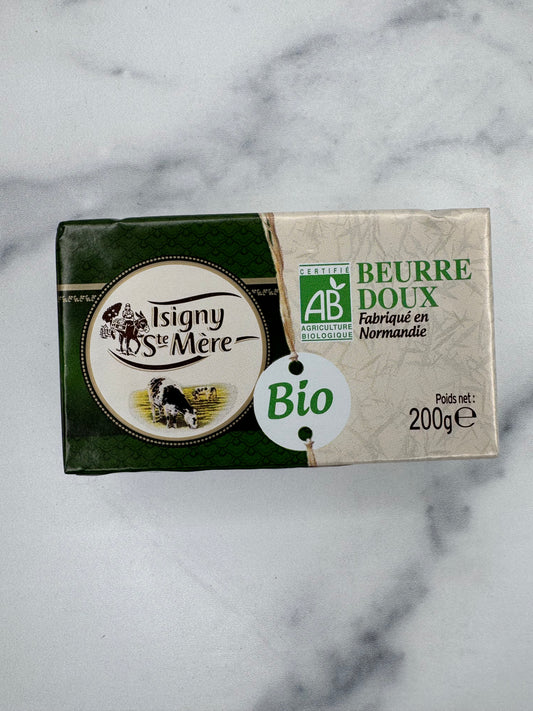 Isigny
Ste Mère
CERTIFIÉ
AB
AGRICULTURE
BIOLOGIQUE
BEURRE
DOUX
Fabriqué en
Normandie
Bio
Poids net :
200g℮